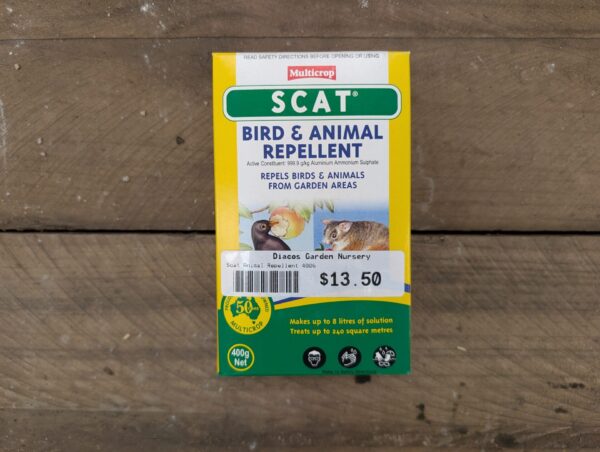 READ SAFETY DIRECTIONS BEFORE OPENING OR USING
Multicrop
SCAT®
BIRD & ANIMAL
REPELLENT
Active Constituent: 999.9 g/kg Aluminium Ammonium Sulphate
REPELS BIRDS & ANIMALS
FROM GARDEN AREAS
Diacos Garden Nursery
Scat Animal Repellent 400G
$13.50
50
MULTICROP
Makes up to 8 litres of solution
Treats up to 240 square metres
400g
Net